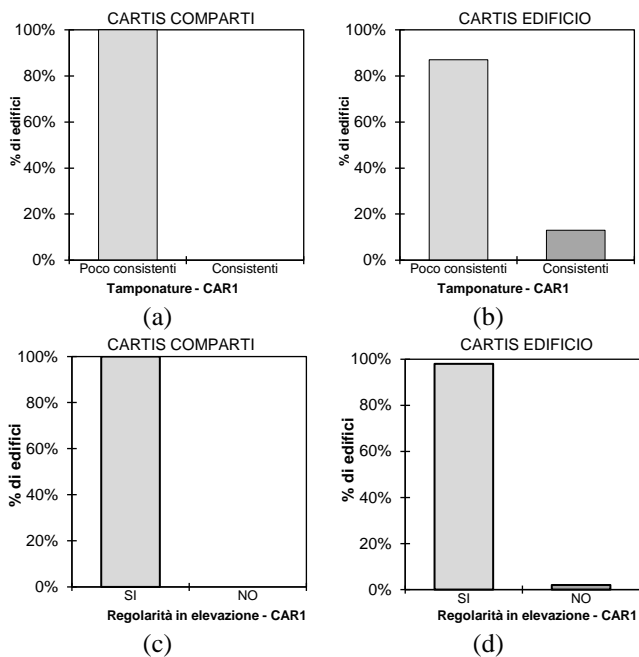 CARTIS COMPARTI
100%
80%
60%
40%
20%
0%
% di edifici
Poco consistenti Consistenti
Tamponature - CAR1
(a)
CARTIS EDIFICIO
100%
80%
60%
40%
20%
0%
% di edifici
Poco consistenti Consistenti
Tamponature - CAR1
(b)
CARTIS COMPARTI
100%
80%
60%
40%
20%
0%
% di edifici
SI NO
Regolarità in elevazione - CAR1
(c)
CARTIS EDIFICIO
100%
80%
60%
40%
20%
0%
% di edifici
SI NO
Regolarità in elevazione - CAR1
(d)